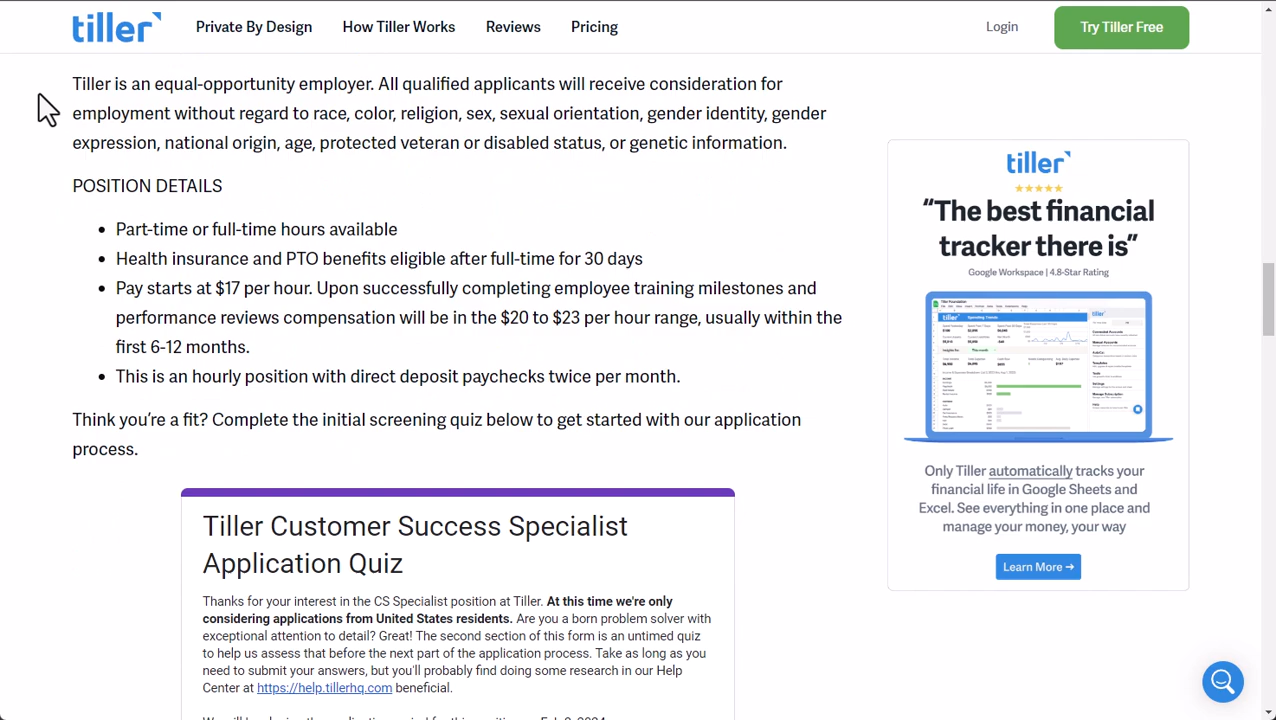 tiller
Private By Design
How Tiller Works
Reviews
Pricing
Login
Try Tiller Free
Tiller is an equal-opportunity employer. All qualified applicants will receive consideration for
employment without regard to race, color, religion, sex, sexual orientation, gender identity, gender
expression, national origin, age, protected veteran or disabled status, or genetic information.
POSITION DETAILS
• Part-time or full-time hours available
• Health insurance and PTO benefits eligible after full-time for 30 days
• Pay starts at $17 per hour. Upon successfully completing employee training milestones and
performance reviews compensation will be in the $20 to $23 per hour range, usually within the
first 6-12 months.
• This is an hourly position with direct deposit paychecks twice per month.
Think you’re a fit? Complete the initial screening quiz below to get started with our application
process.
Tiller Customer Success Specialist
Application Quiz
Thanks for your interest in the CS Specialist position at Tiller. At this time we're only
considering applications from United States residents. Are you a born problem solver with
exceptional attention to detail? Great! The second section of this form is an untimed quiz
to help us assess that before the next part of the application process. Take as long as you
need to submit your answers, but you'll probably find doing some research in our Help
Center at https://help.tillerhq.com beneficial.
tiller
“The best financial
tracker there is”
Google Workspace | 4.8-Star Rating
tiller
Spending Trends
tiller
Only Tiller automatically tracks your
financial life in Google Sheets and
Excel. See everything in one place and
manage your money, your way
Learn More →